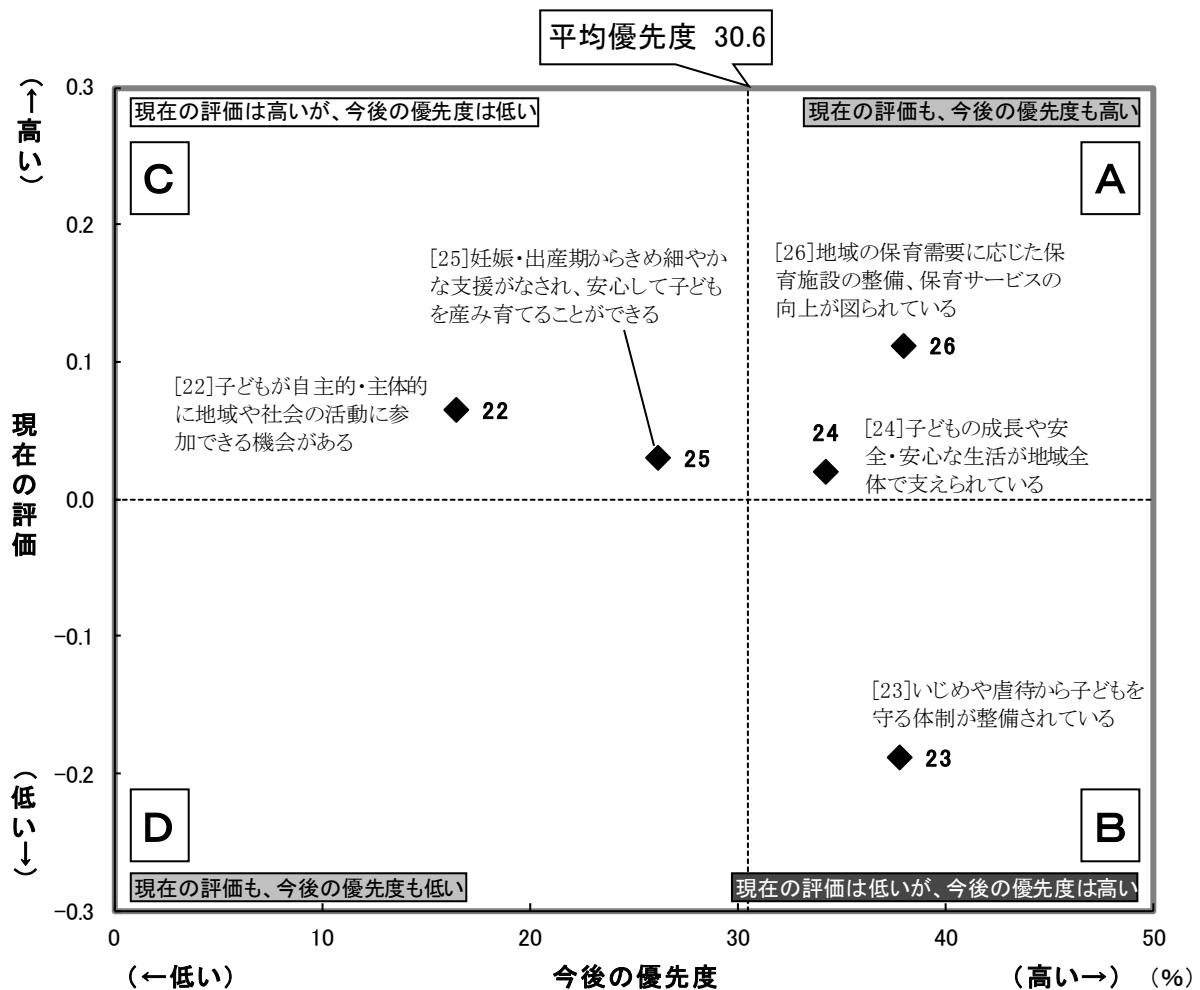 平均優先度 30.6
(←高い)
0.3
現在の評価は高いが、今後の優先度は低い
現在の評価も、今後の優先度も高い
C
A
0.2
[25]妊娠・出産期からきめ細やか
な支援がなされ、安心して子ども
を産み育てることができる
[26]地域の保育需要に応じた保
育施設の整備、保育サービスの
向上が図られている
26
0.1
[22]子どもが自主的・主体的
に地域や社会の活動に参
加できる機会がある
22
25
24
[24]子どもの成長や安
全・安心な生活が地域全
体で支えられている
現在の評価
0.0
-0.1
[23]いじめや虐待から子どもを
守る体制が整備されている
23
-0.2
(低い→)
D
B
現在の評価も、今後の優先度も低い
現在の評価は低いが、今後の優先度は高い
-0.3
0
10
20
30
40
50
(←低い)
今後の優先度
(高い→)
(%)